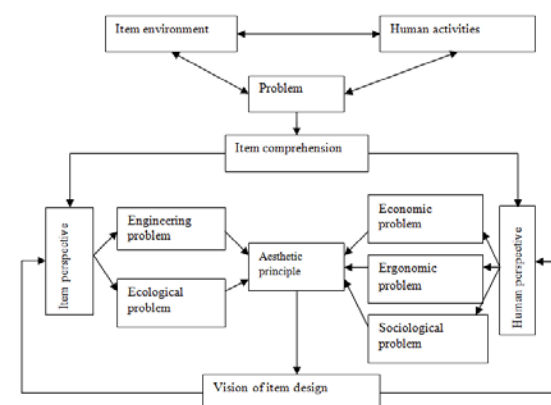 Item environment
Human activities
Problem
Item comprehension
Item perspective
Engineering
problem
Ecological
problem
Aesthetic
principle
Economic
problem
Ergonomic
problem
Sociological
problem
Human perspective
Vision of item design